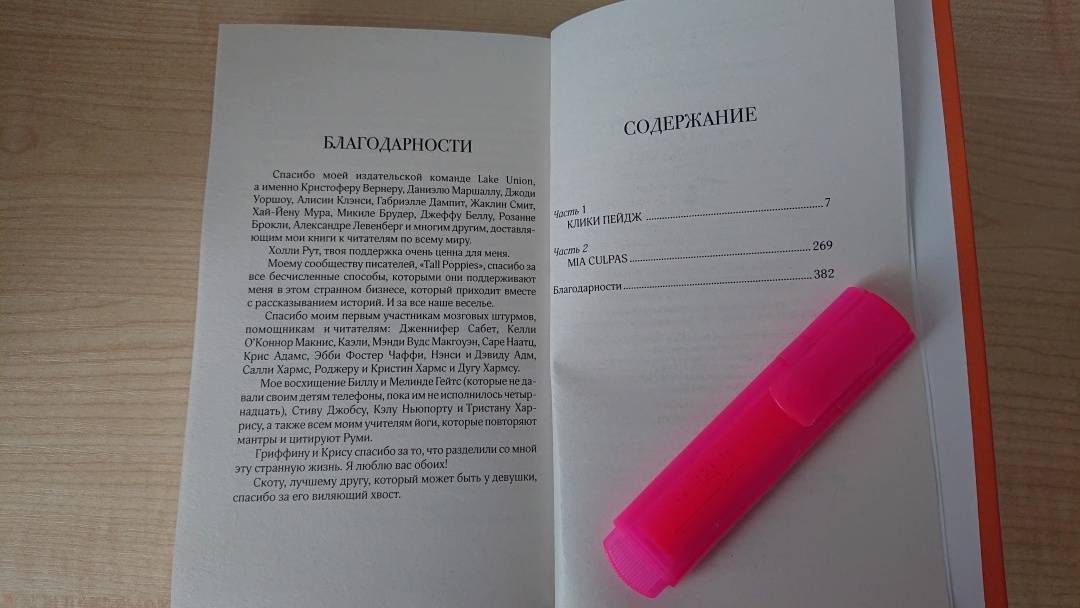 БЛАГОДАРНОСТИ
Спасибо моей издательской команде Lake Union,
а именно Кристоферу Вернеру, Даниэлю Маршаллу, Джоди
Уоршоу, Алисии Клэнси, Габриэлле Дампит, Жаклин Смит,
Хай-Йену Мура, Микиле Брудер, Джеффу Беллу, Розанне
Брокли, Александре Левенберг и многим другим, доставля-
ющим мои книги к читателям по всему миру.
Холли Рут, твоя поддержка очень ценна для меня.
Моему сообществу писателей, «Tall Poppies», спасибо за
все бесчисленные способы, которыми они поддерживают
меня в этом странном бизнесе, который приходит вместе
с рассказыванием историй. И за все наше веселье.
Спасибо моим первым участникам мозговых штурмов,
помощникам и читателям: Дженнифер Сабет, Келли
О'Коннор Макнис, Каэли, Мэнди Вудс Макгоуэн, Саре Наатц,
Крис Адамс, Эбби Фостер Чаффи, Нэнси и Дэвиду Адм,
Салли Хармс, Роджеру и Кристин Хармс и Дугу Хармсу.
Мое восхищение Биллу и Мелинде Гейтс (которые не да-
вали своим детям телефоны, пока им не исполнилось четыр-
надцать), Стиву Джобсу, Кэлу Ньюпорту и Тристану Хар-
рису, а также всем моим учителям йоги, которые повторяют
мантры и цитируют Руми.
Гриффину и Крису спасибо за то, что разделили со мной
эту странную жизнь. Я люблю вас обоих!
Скоту, лучшему другу, который может быть у девушки,
спасибо за его виляющий хвост.
СОДЕРЖАНИЕ
Часть 1
КЛИКИ ПЕЙДЖ 7
Часть 2
MIA CULPAS 269
Благодарности 382